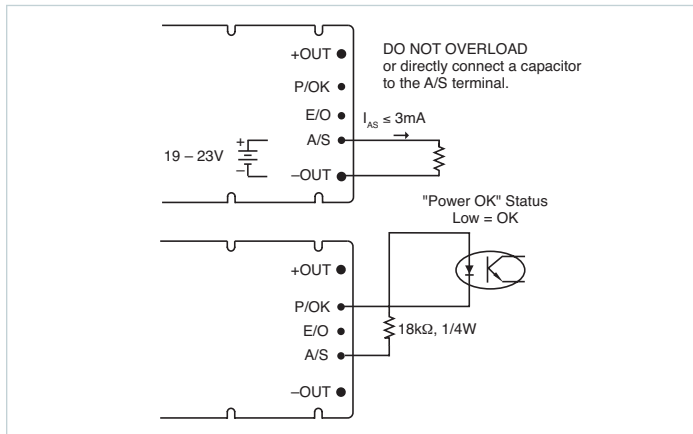 +OUT
DO NOT OVERLOAD
or directly connect a capacitor
to the A/S terminal.
P/OK
E/O
I_AS ≤ 3mA
A/S
19 – 23V
+
–
–OUT
"Power OK" Status
Low = OK
+OUT
P/OK
E/O
18kΩ, 1/4W
A/S
–OUT